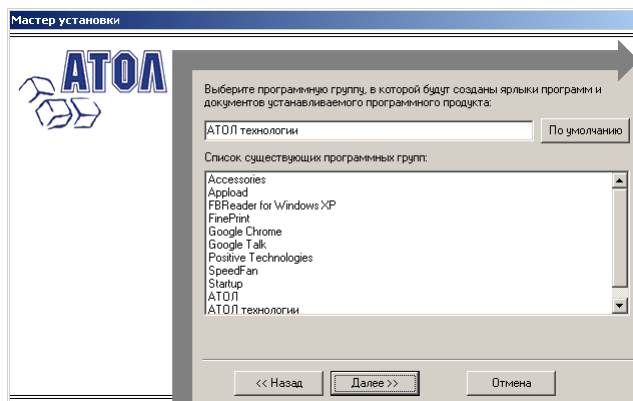 Мастер установки
АТОЛ
Выберите программную группу, в которой будут созданы ярлыки программ и
документов устанавливаемого программного продукта:
АТОЛ технологии
По умолчанию
Список существующих программных групп:
Accessories
Appload
FBReader for Windows XP
FinePrint
Google Chrome
Google Talk
Positive Technologies
SpeedFan
Startup
АТОЛ
АТОЛ технологии
<< Назад
Далее >>
Отмена